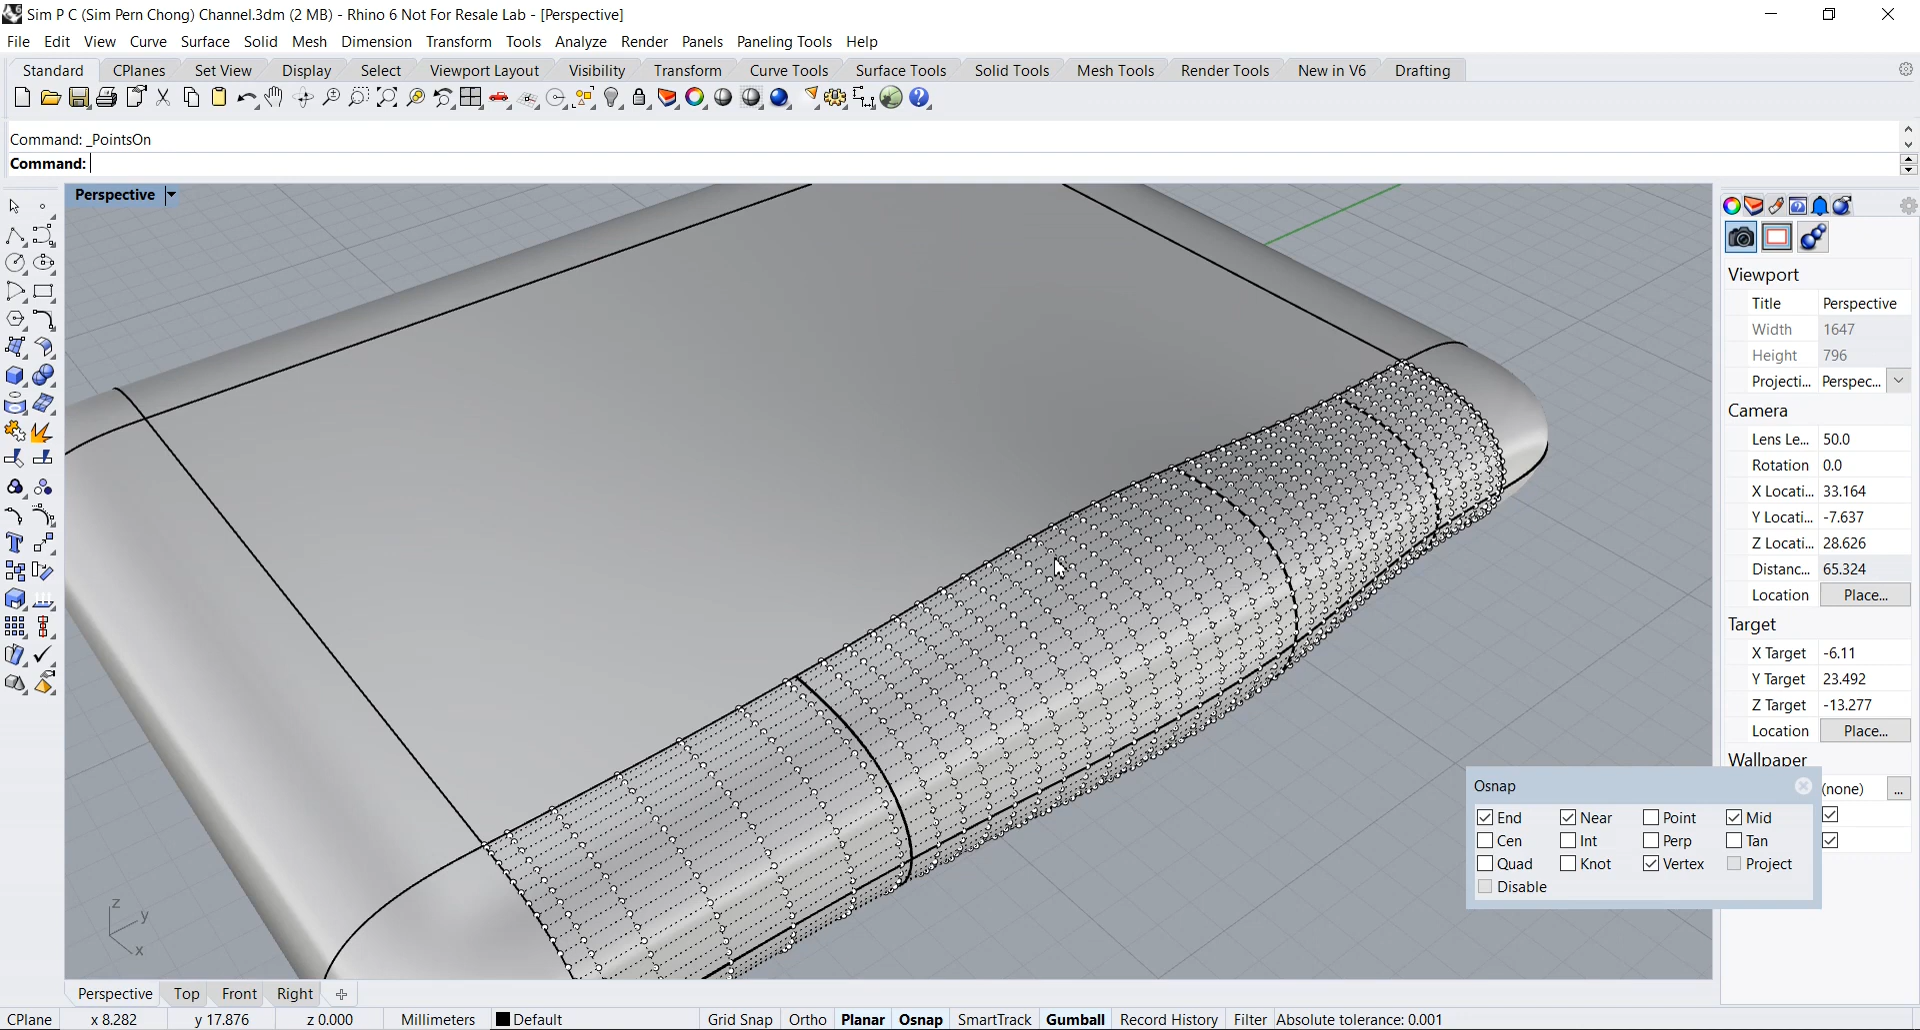 Sim P C (Sim Pern Chong) Channel.3dm (2 MB) - Rhino 6 Not For Resale Lab - [Perspective]
File Edit View Curve Surface Solid Mesh Dimension Transform Tools Analyze Render Panels Paneling Tools Help
Standard CPlanes Set View Display Select Viewport Layout Visibility Transform Curve Tools Surface Tools Solid Tools Mesh Tools Render Tools New in V6 Drafting
Command: _PointsOn
Command:
Perspective
Viewport
Title Perspective
Width 1647
Height 796
Projecti... Perspec...
Camera
Lens Le... 50.0
Rotation 0.0
X Locati... 33.164
Y Locati... -7.637
Z Locati... 28.626
Distanc... 65.324
Location Place...
Target
X Target -6.11
Y Target 23.492
Z Target -13.277
Location Place...
Wallpaper
(none) ...
Osnap
End Near Point Mid
Cen Int Perp Tan
Quad Knot Vertex Project
Disable
z
y
x
Perspective Top Front Right
CPlane x 8.282 y 17.876 z 0.000 Millimeters Default Grid Snap Ortho Planar Osnap SmartTrack Gumball Record History Filter Absolute tolerance: 0.001